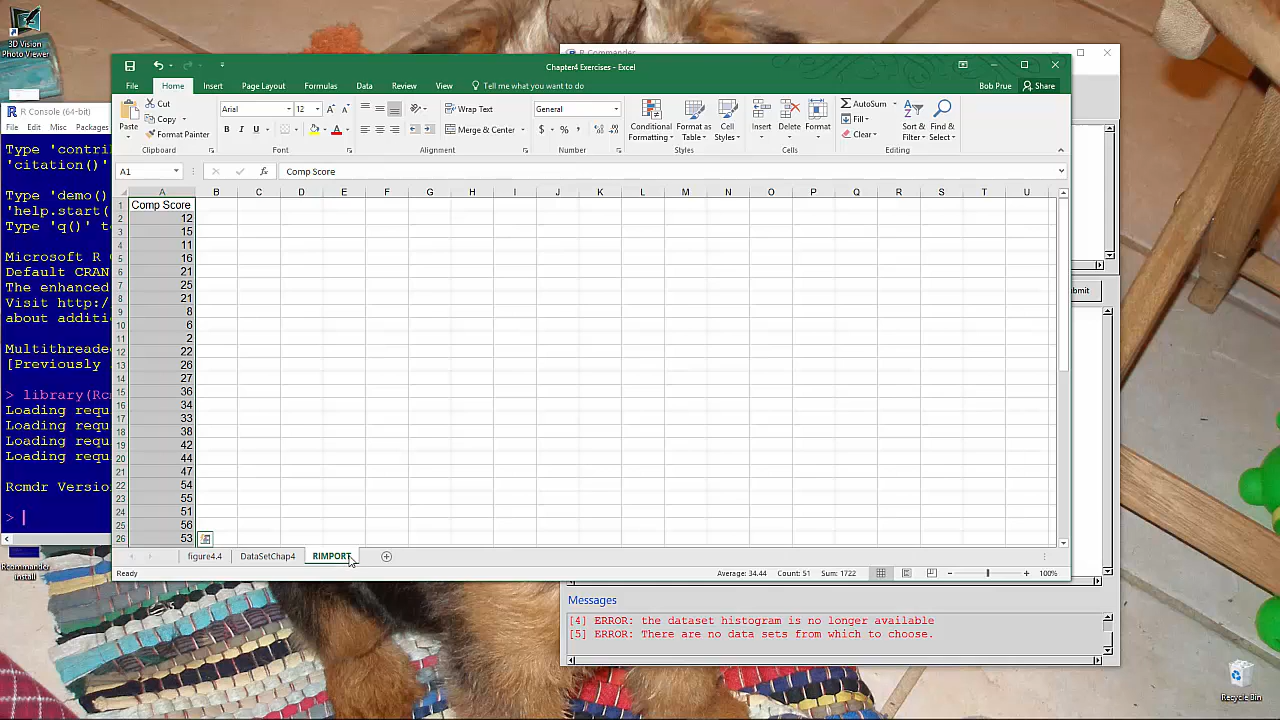 3D Vision
Photo Viewer
R Console (64-bit)
File Edit Misc Packages
Type 'contri
'citation()'
Type 'demo()
'help.start(
Type 'q()' t
Microsoft R
Default CRAN
The enhanced
Visit http:/
about additi
Multithreade
[Previously
> library(Rc
Loading requ
Loading requ
Loading requ
Loading requ
Rcmdr Versio
>
Rcommander
install
R Commander
Chapter4 Exercises - Excel
File Home Insert Page Layout Formulas Data Review View Tell me what you want to do Bob Prue Share
Paste Cut Copy Format Painter Clipboard
Arial 12 B I U Font
Wrap Text Merge & Center Alignment
General $ % , Number
Conditional Formatting Format as Table Cell Styles Styles
Insert Delete Format Cells
AutoSum Fill Clear Sort & Filter Find & Select Editing
A1 fx Comp Score
A B C D E F G H I J K L M N O P Q R S T U
1 Comp Score
2 12
3 15
4 11
5 16
6 21
7 25
8 21
9 8
10 6
11 2
12 22
13 26
14 27
15 36
16 34
17 33
18 38
19 42
20 44
21 47
22 54
23 55
24 51
25 56
26 53
figure4.4 DataSetChap4 RIMPORT
Ready Average: 34.44 Count: 51 Sum: 1722 100%
ubmit
Messages
[4] ERROR: the dataset histogram is no longer available
[5] ERROR: There are no data sets from which to choose.
Recycle Bin